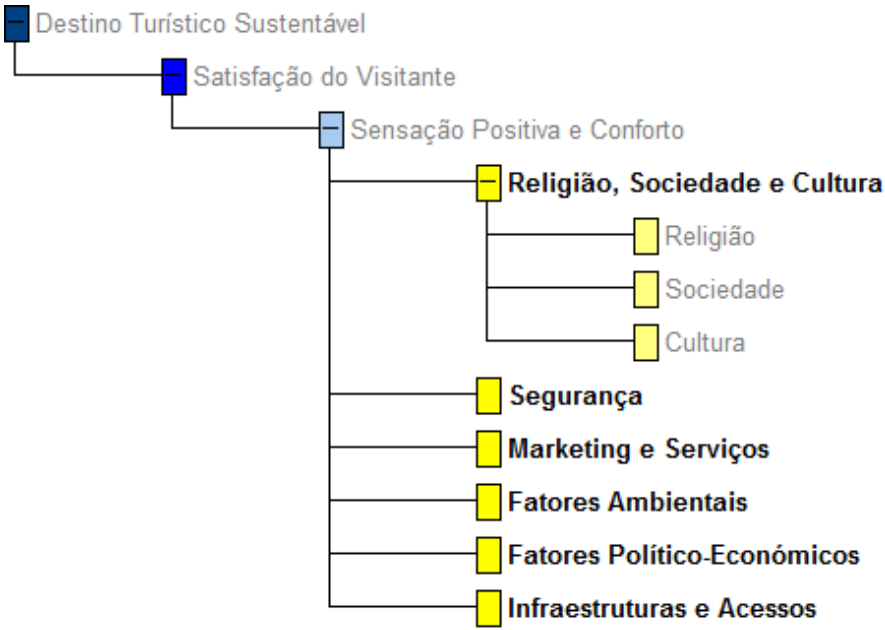 Destino Turístico Sustentável
Satisfação do Visitante
Sensação Positiva e Conforto
Religião, Sociedade e Cultura
Religião
Sociedade
Cultura
Segurança
Marketing e Serviços
Fatores Ambientais
Fatores Político-Económicos
Infraestruturas e Acessos